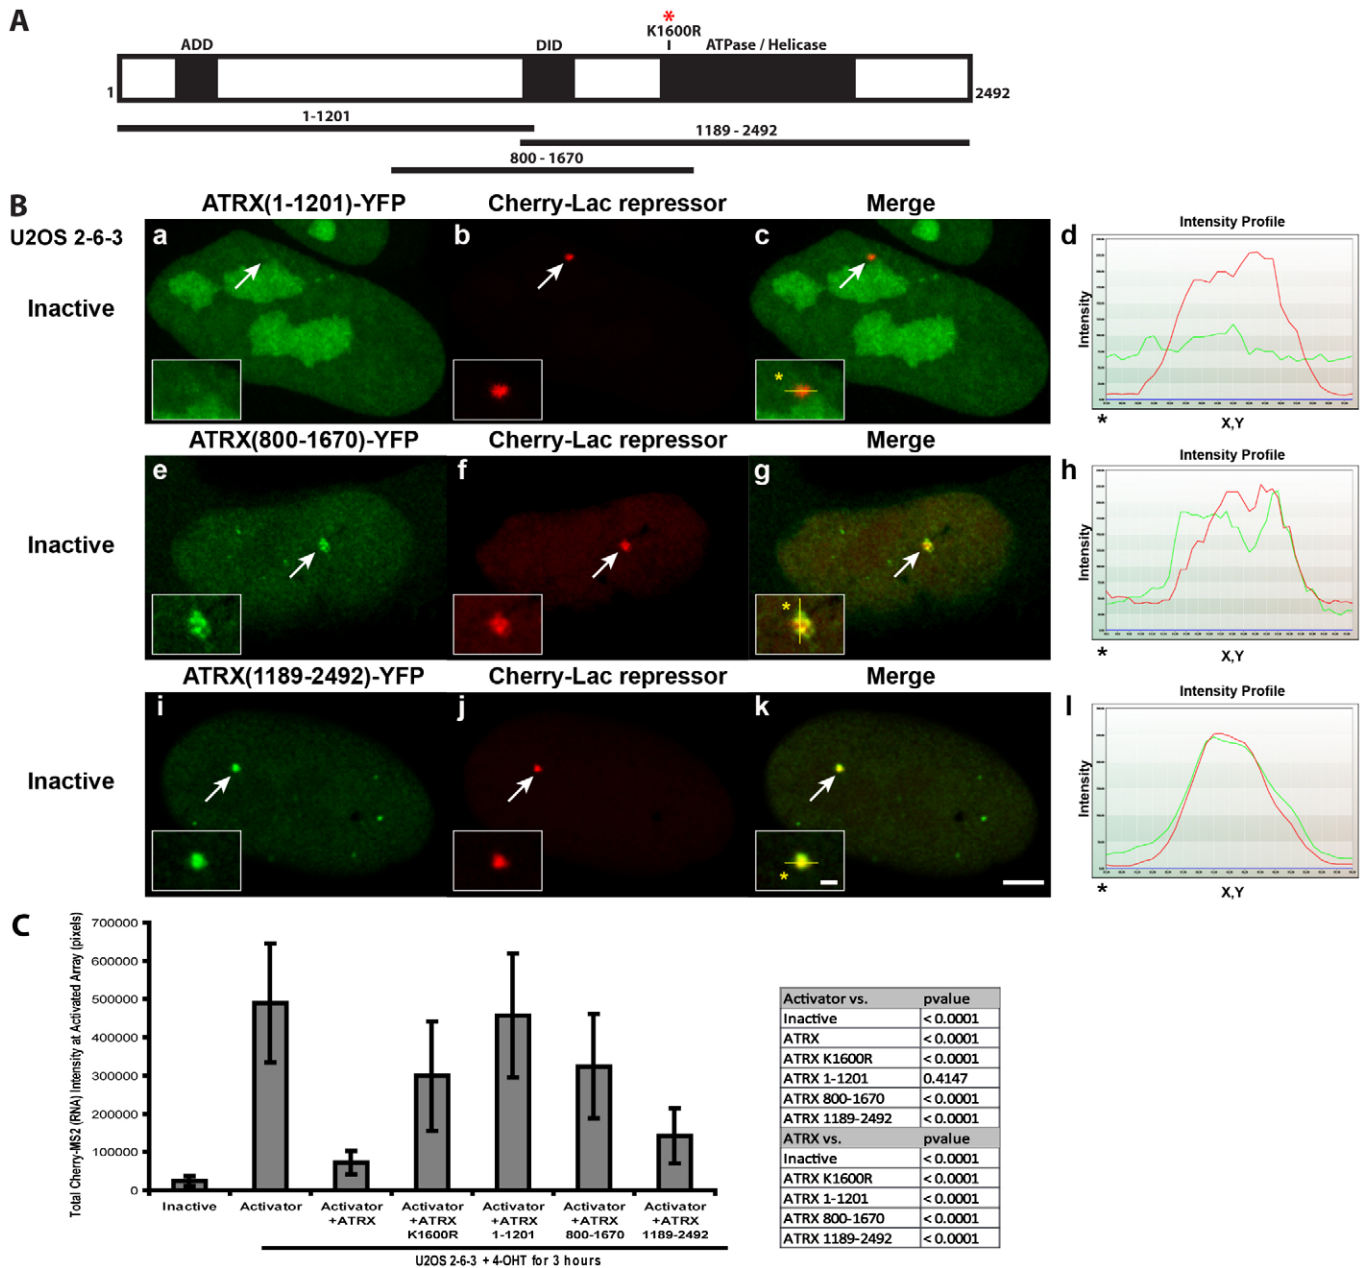 A
*
K1600R
ADD
DID
ATPase / Helicase
1
2492
1-1201
1189 - 2492
800 - 1670
B
ATRX(1-1201)-YFP
Cherry-Lac repressor
Merge
U2OS 2-6-3
Inactive
a
b
c
*
d
Intensity Profile
Intensity
*
X,Y
ATRX(800-1670)-YFP
Cherry-Lac repressor
Merge
Inactive
e
f
g
*
h
Intensity Profile
Intensity
*
X,Y
ATRX(1189-2492)-YFP
Cherry-Lac repressor
Merge
Inactive
i
j
k
*
l
Intensity Profile
Intensity
*
X,Y
C
Total Cherry-MS2 (RNA) Intensity at Activated Array (pixels)
700000
600000
500000
400000
300000
200000
100000
0
Inactive
Activator
Activator
+ATRX
Activator
+ATRX
K1600R
Activator
+ATRX
1-1201
Activator
+ATRX
800-1670
Activator
+ATRX
1189-2492
U2OS 2-6-3 + 4-OHT for 3 hours
Activator vs. pvalue
Inactive < 0.0001
ATRX < 0.0001
ATRX K1600R < 0.0001
ATRX 1-1201 0.4147
ATRX 800-1670 < 0.0001
ATRX 1189-2492 < 0.0001
ATRX vs. pvalue
Inactive < 0.0001
ATRX K1600R < 0.0001
ATRX 1-1201 < 0.0001
ATRX 800-1670 < 0.0001
ATRX 1189-2492 < 0.0001